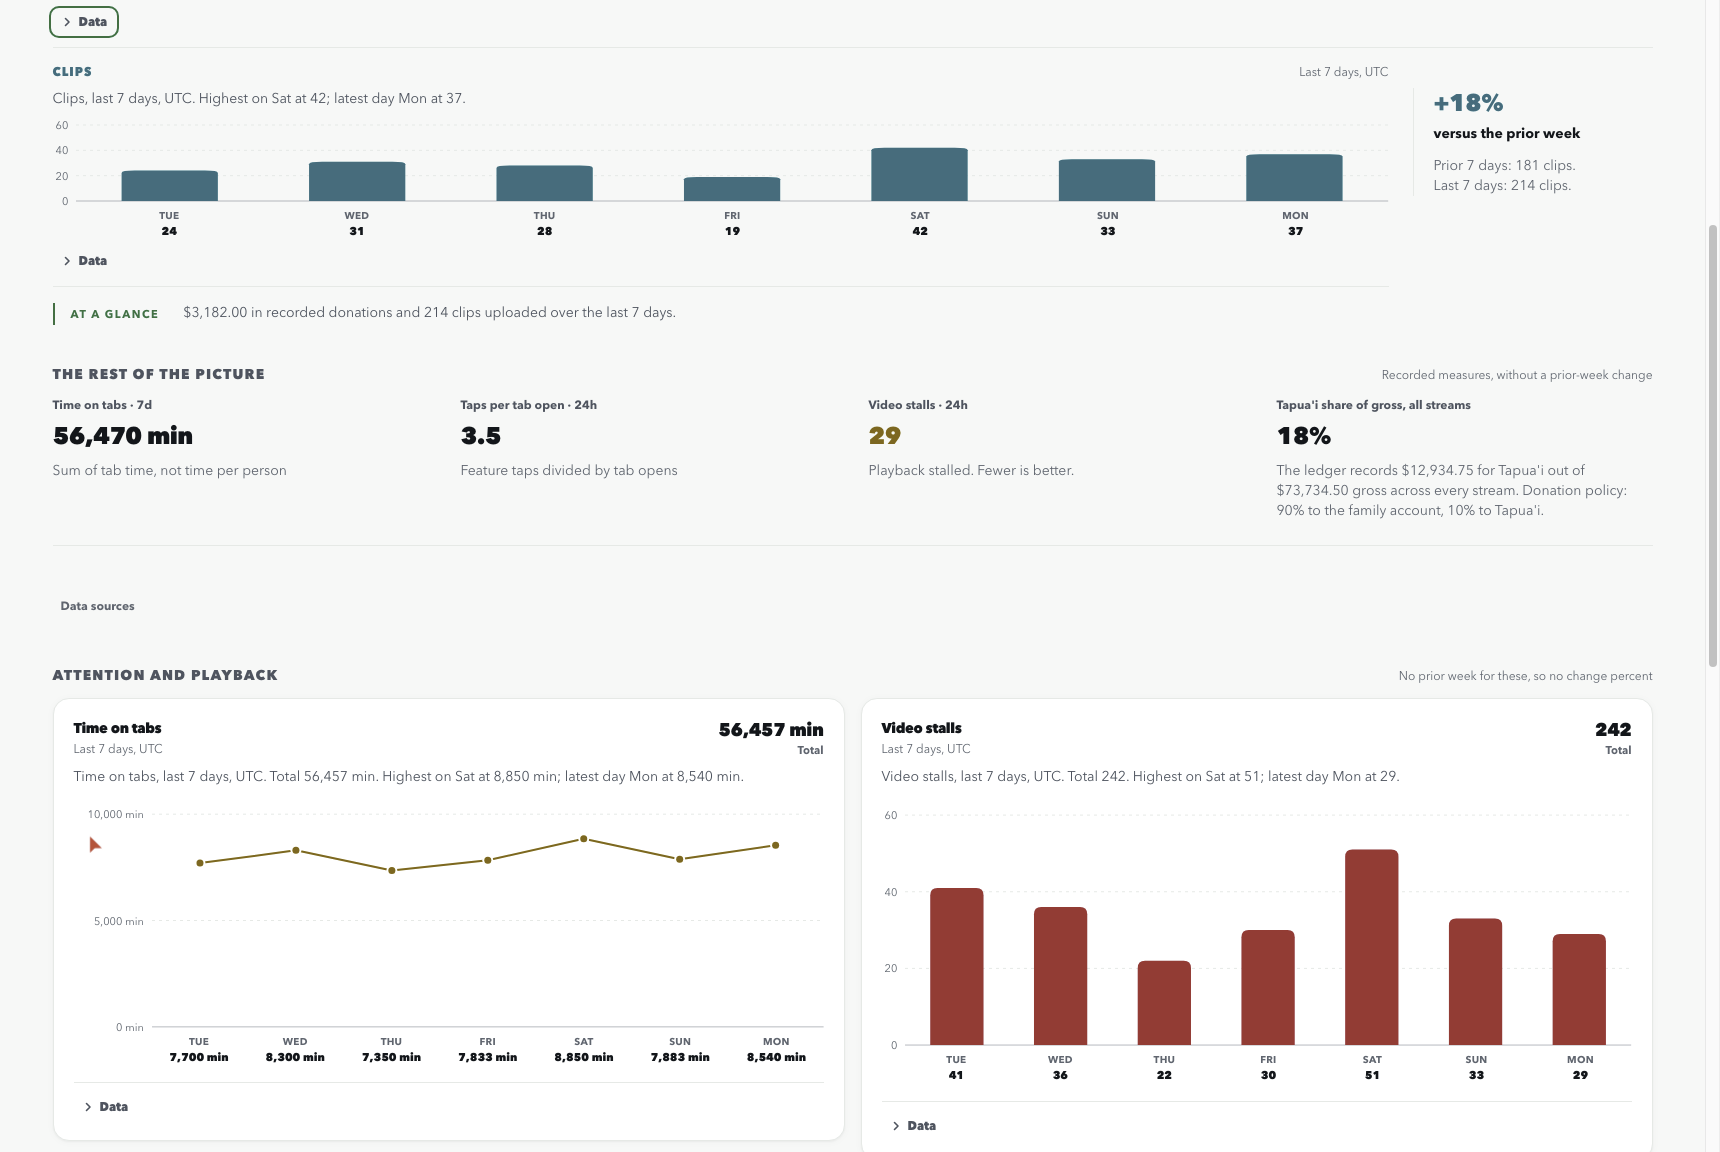 Data
CLIPS
Last 7 days, UTC
Clips, last 7 days, UTC. Highest on Sat at 42; latest day Mon at 37.
+18%
versus the prior week
Prior 7 days: 181 clips.
Last 7 days: 214 clips.
60
40
20
0
TUE WED THU FRI SAT SUN MON
24 31 28 19 42 33 37
Data
AT A GLANCE $3,182.00 in recorded donations and 214 clips uploaded over the last 7 days.
THE REST OF THE PICTURE
Recorded measures, without a prior-week change
Time on tabs · 7d
56,470 min
Sum of tab time, not time per person
Taps per tab open · 24h
3.5
Feature taps divided by tab opens
Video stalls · 24h
29
Playback stalled. Fewer is better.
Tapua'i share of gross, all streams
18%
The ledger records $12,934.75 for Tapua'i out of
$73,734.50 gross across every stream. Donation policy:
90% to the family account, 10% to Tapua'i.
Data sources
ATTENTION AND PLAYBACK
No prior week for these, so no change percent
Time on tabs
56,457 min
Last 7 days, UTC
Total
Time on tabs, last 7 days, UTC. Total 56,457 min. Highest on Sat at 8,850 min; latest day Mon at 8,540 min.
10,000 min
5,000 min
0 min
TUE WED THU FRI SAT SUN MON
7,700 min 8,300 min 7,350 min 7,833 min 8,850 min 7,883 min 8,540 min
Data
Video stalls
242
Last 7 days, UTC
Total
Video stalls, last 7 days, UTC. Total 242. Highest on Sat at 51; latest day Mon at 29.
60
40
20
0
TUE WED THU FRI SAT SUN MON
41 36 22 30 51 33 29
Data